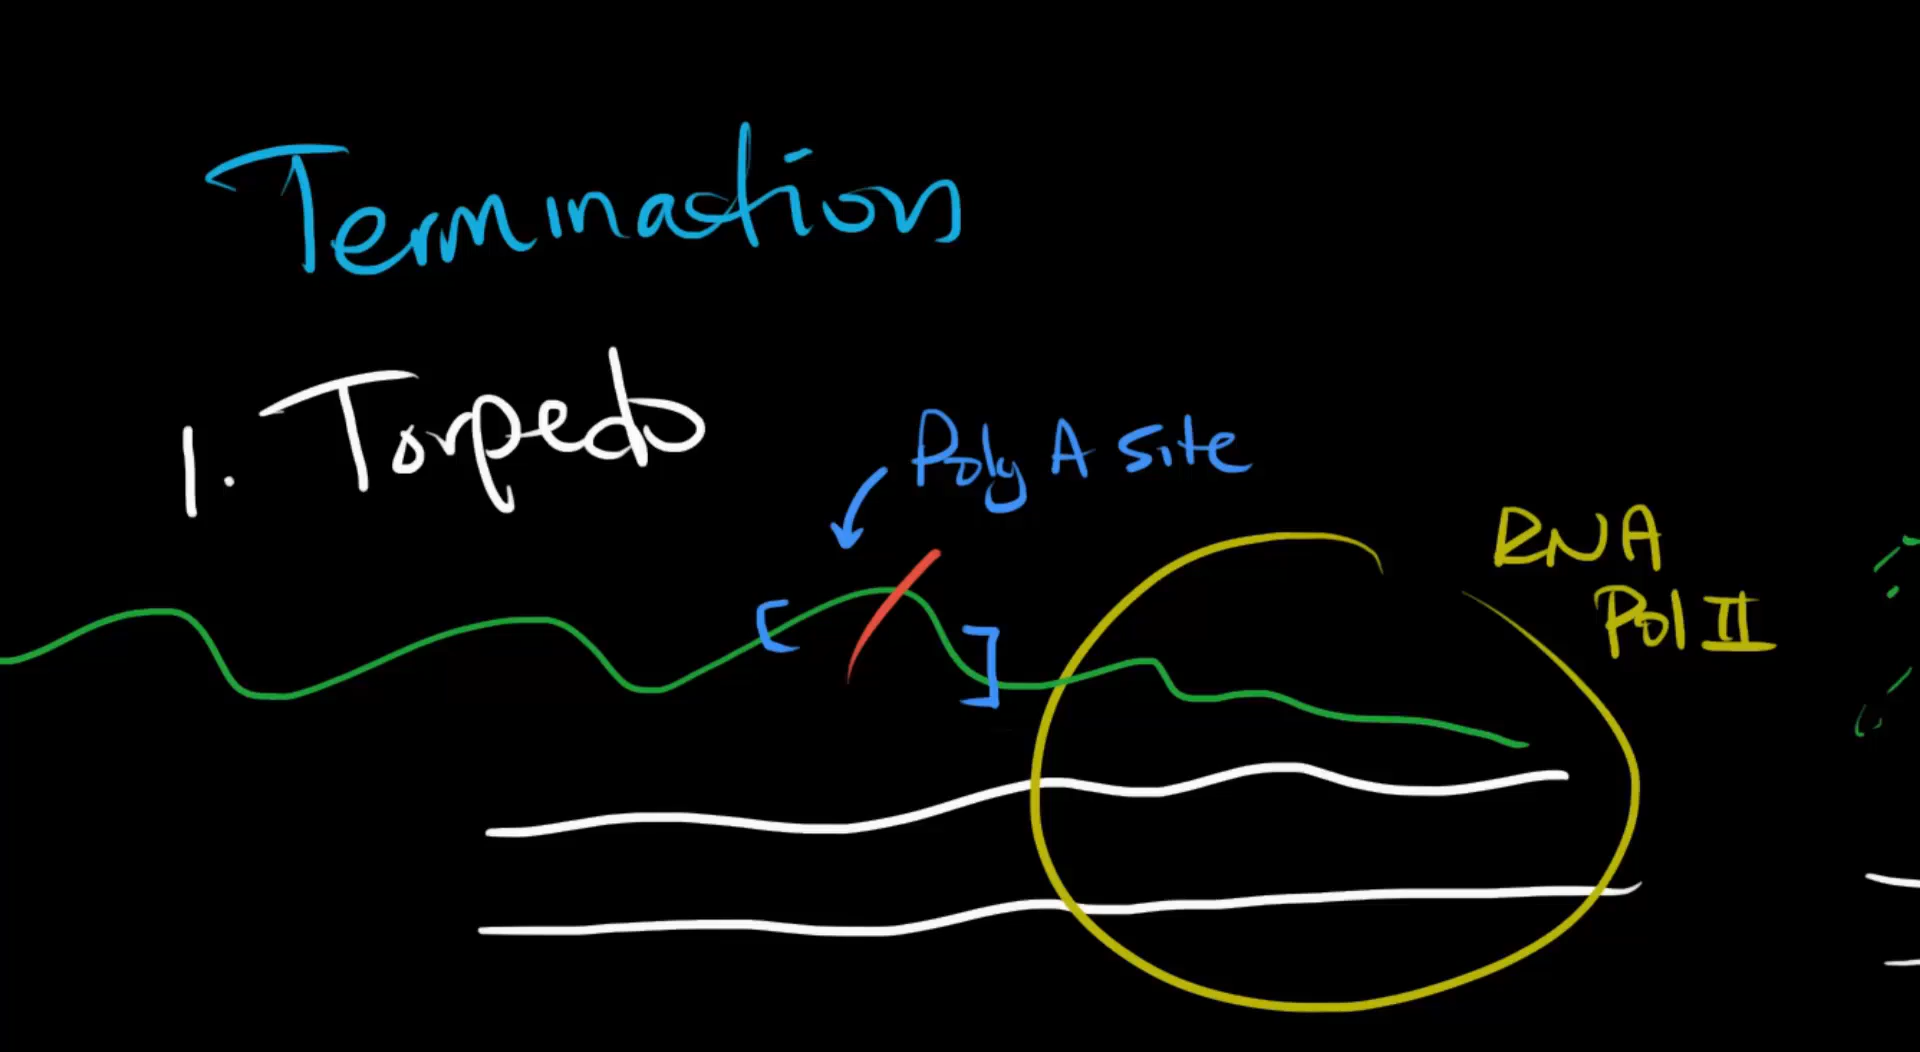 Termination
1. Torpedo
Poly A site
RNA
Pol II